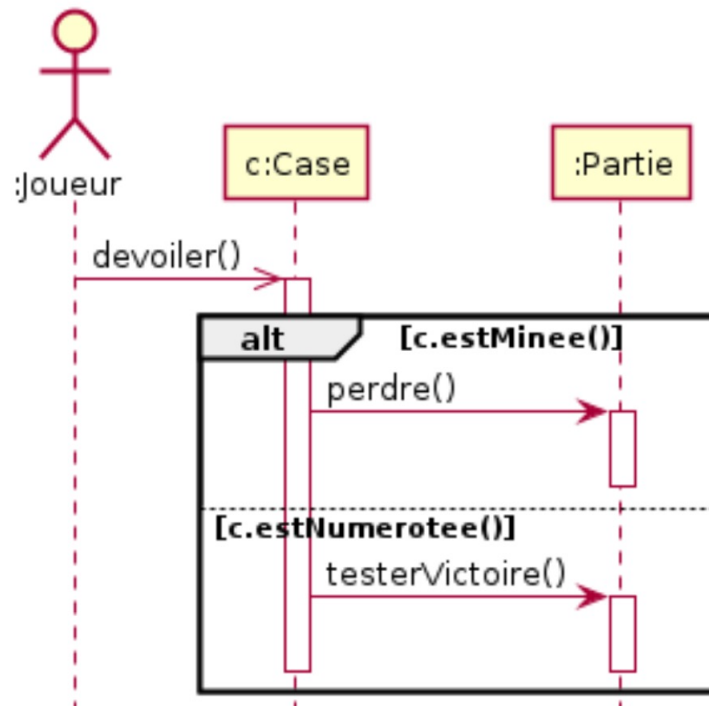 :Joueur
c:Case
:Partie
devoiler()
alt
[c.estMinee()]
perdre()
[c.estNumerotee()]
testerVictoire()